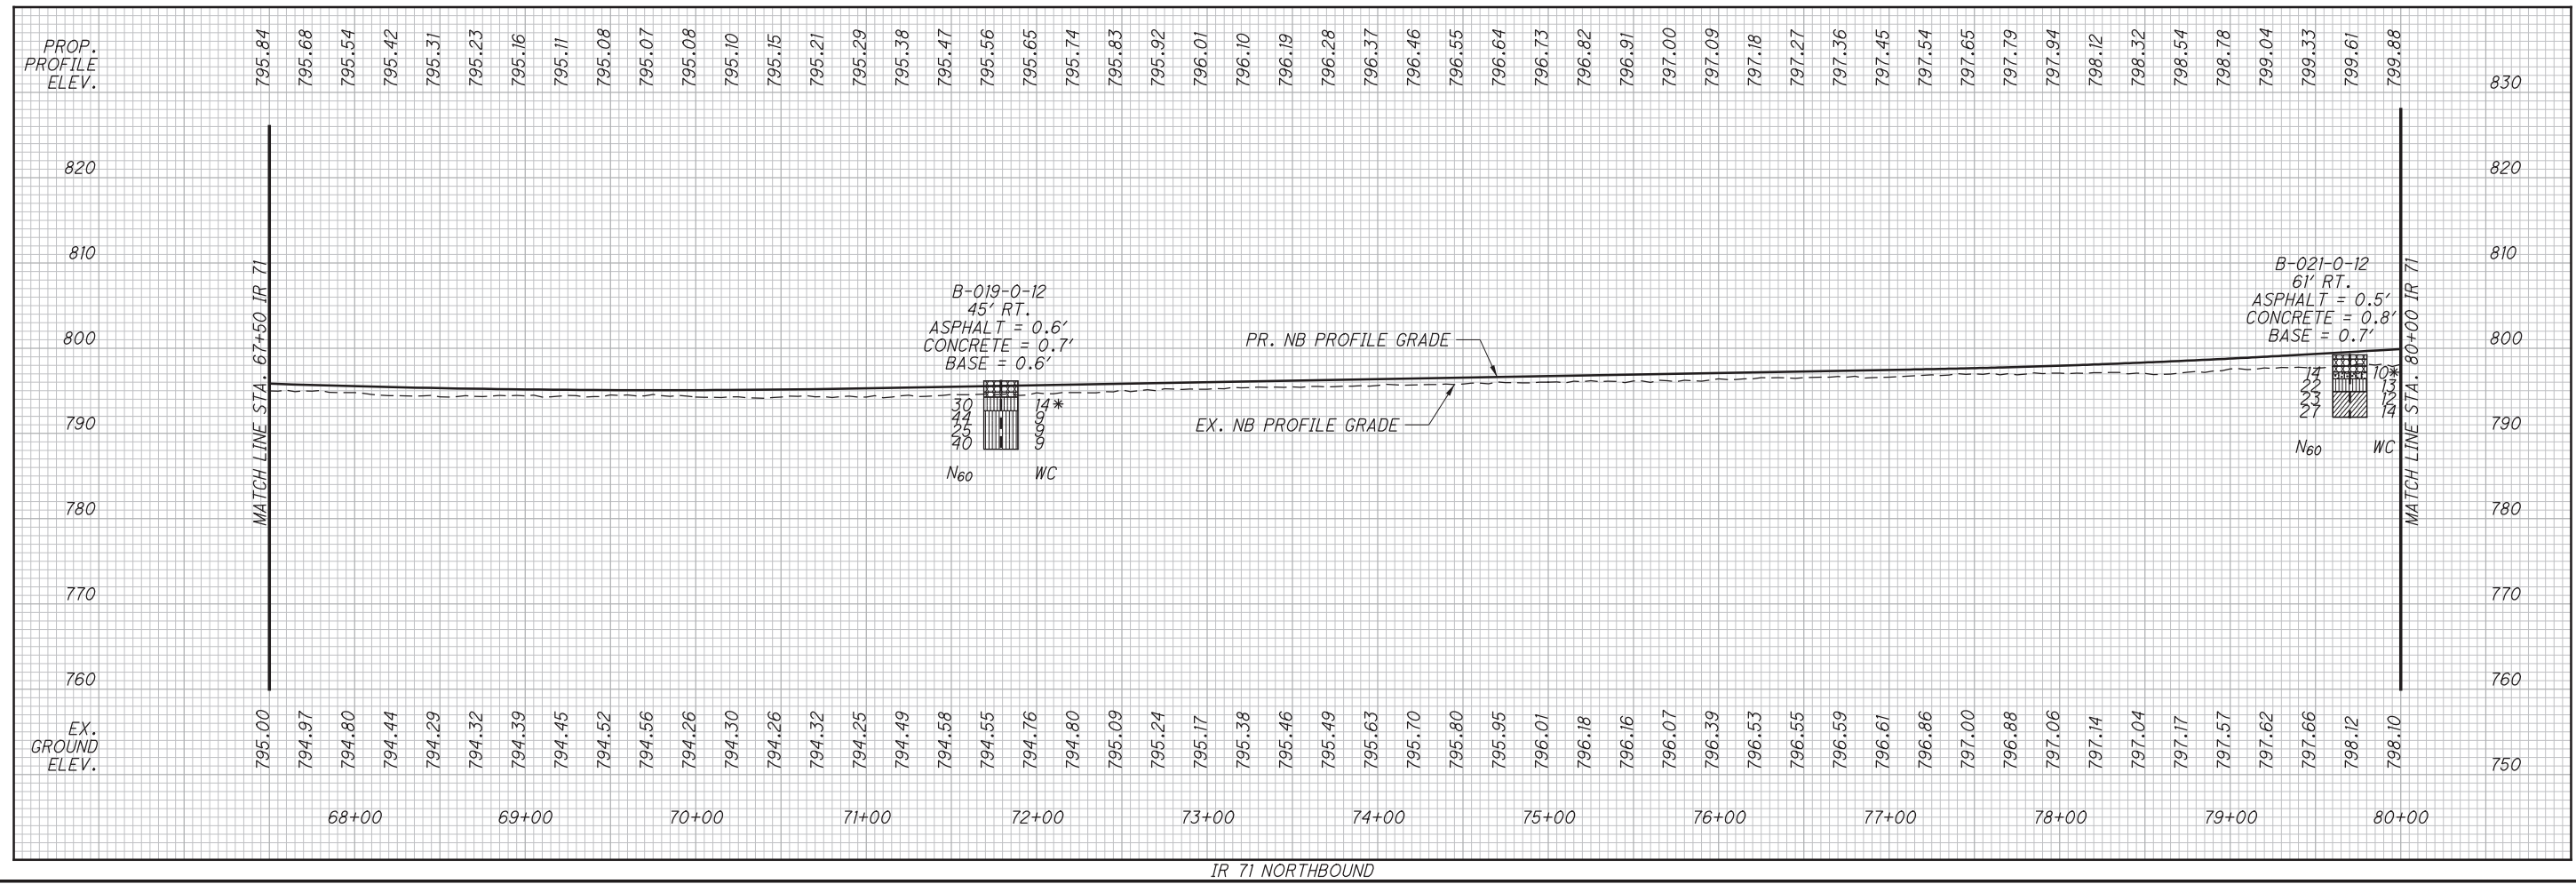 PROP.
PROFILE
ELEV.
795.84 795.68 795.54 795.42 795.31 795.23 795.16 795.11 795.08 795.07 795.08 795.10 795.15 795.21 795.29 795.38 795.47 795.56 795.65 795.74 795.83 795.92 796.01 796.10 796.19 796.28 796.37 796.46 796.55 796.64 796.73 796.82 796.91 797.00 797.09 797.18 797.27 797.36 797.45 797.54 797.65 797.79 797.94 798.12 798.32 798.54 798.78 799.04 799.33 799.61 799.88
830
820 820
810 810
800 800
790 790
780 780
770 770
760 760
750
MATCH LINE STA. 67+50 IR 71
B-019-0-12
45' RT.
ASPHALT = 0.6'
CONCRETE = 0.7'
BASE = 0.6'
30 14*
44 9
25 9
40 9
N60 WC
PR. NB PROFILE GRADE
EX. NB PROFILE GRADE
B-021-0-12
61' RT.
ASPHALT = 0.5'
CONCRETE = 0.8'
BASE = 0.7'
14 10*
22 13
23 12
27 14
N60 WC
MATCH LINE STA. 80+00 IR 71
EX.
GROUND
ELEV.
795.00 794.97 794.80 794.44 794.29 794.32 794.39 794.45 794.52 794.56 794.26 794.30 794.26 794.32 794.25 794.49 794.58 794.55 794.76 794.80 795.09 795.24 795.17 795.38 795.46 795.49 795.63 795.70 795.80 795.95 796.01 796.18 796.16 796.07 796.39 796.53 796.55 796.59 796.61 796.86 797.00 796.88 797.06 797.14 797.04 797.17 797.57 797.62 797.66 798.12 798.10
68+00 69+00 70+00 71+00 72+00 73+00 74+00 75+00 76+00 77+00 78+00 79+00 80+00
IR 71 NORTHBOUND